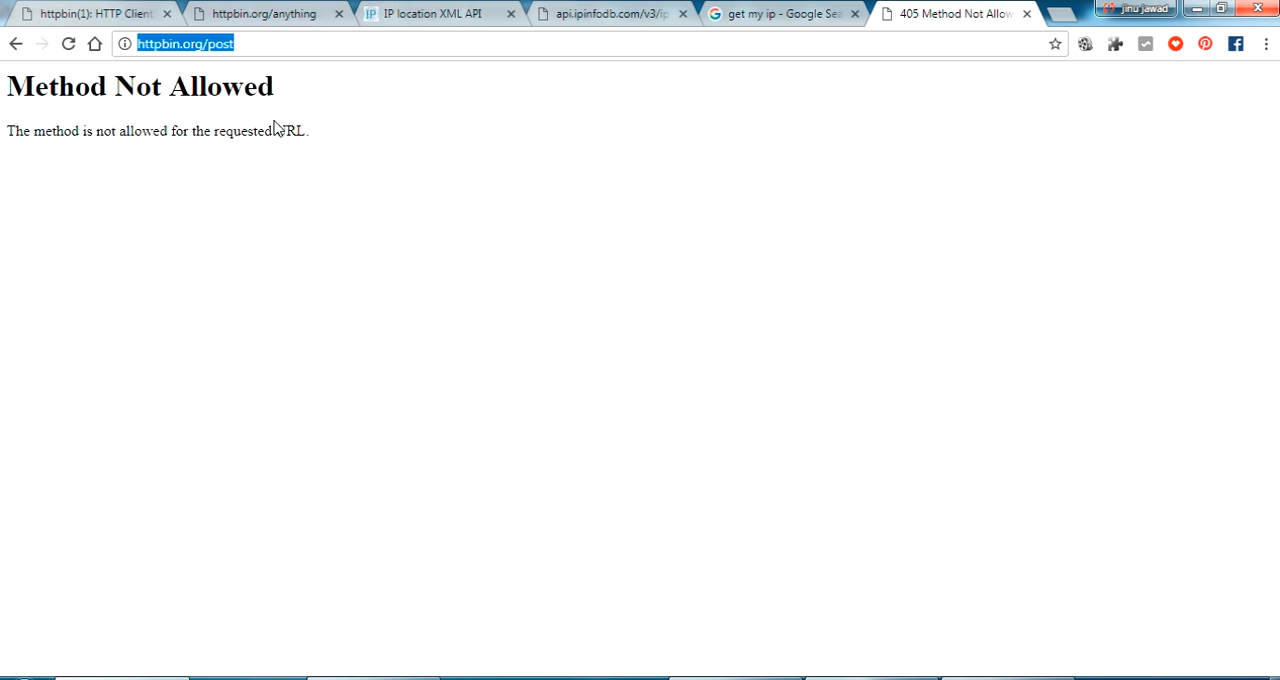 httpbin(1): HTTP Client
httpbin.org/anything
IP location XML API
api.ipinfodb.com/v3/ip
get my ip - Google Sea
405 Method Not Allow
jinu jawad
httpbin.org/post
Method Not Allowed
The method is not allowed for the requested URL.